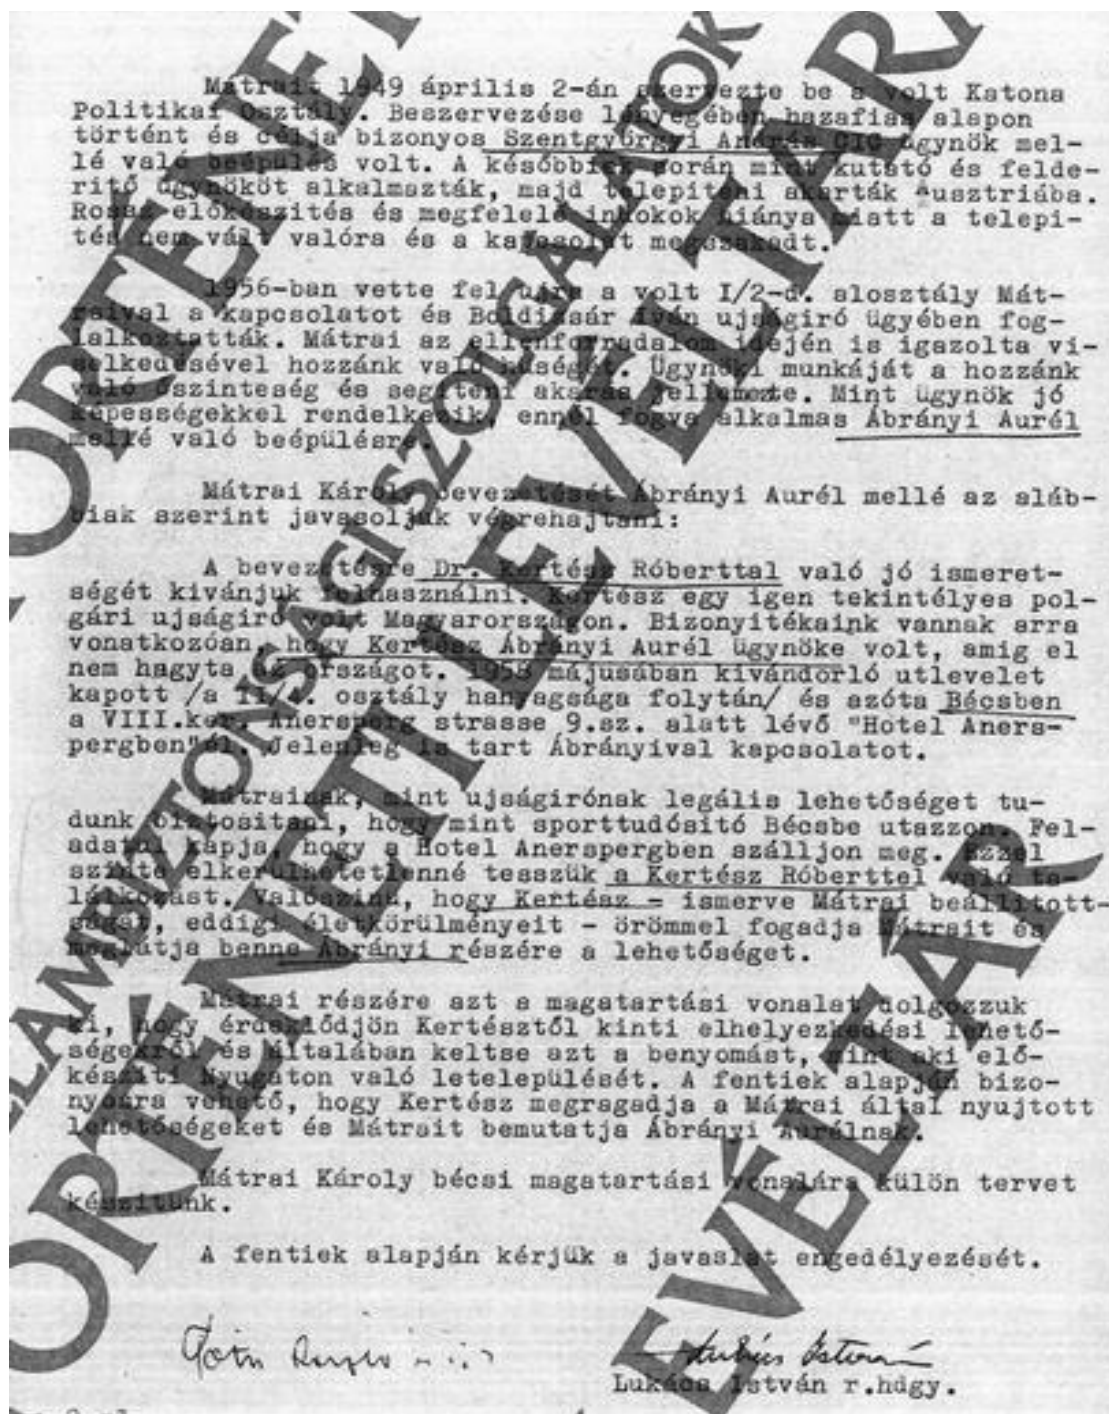 Mátrait 1949 április 2-án szervezte be a volt Katona
Politikai Osztály. Beszervezése lényegében hazafias alapon
történt és célja bizonyos Szentgyörgyi András CIC ügynök mel-
lé való beépülés volt. A későbbiek során mint kutató és felde-
ritő ügynököt alkalmazták, majd telepiteni akarták Ausztriába.
Rossz előkészités és megfelelő indokok hiánya miatt a telepi-
tés nem vált valóra és a kapcsolat megszakadt.
1956-ban vette fel ujra a volt I/2-d. alosztály Mát-
raival a kapcsolatot és Boldizsár Iván ujságiró ügyében fog-
lalkoztatták. Mátrai az ellenforradalom idején is igazolta vi-
selkedésével hozzánk való hüségét. Ügynöki munkáját a hozzánk
való őszinteség és segiteni akarás jellemezte. Mint ügynök jó
képességekkel rendelkezik, ennél fogva alkalmas Ábrányi Aurél
mellé való beépülésre.
Mátrai Károly bevezetését Ábrányi Aurél mellé az aláb-
biak szerint javasoljuk végrehajtani:
A bevezetésre Dr. Kertész Róberttal való jó ismeret-
ségét kivánjuk felhasználni. Kertész egy igen tekintélyes pol-
gári ujságiró volt Magyarországon. Bizonyitékaink vannak arra
vonatkozóan, hogy Kertész Ábrányi Aurél ügynöke volt, amig el
nem hagyta az országot. 1958 májusában kivándorló utlevelet
kapott /a osztály hanyagsága folytán/ és azóta Bécsben
a VIII.ker. Anersperg strasse 9.sz. alatt lévő "Hotel Aners-
pergben"él. Jelenleg is tart Ábrányival kapcsolatot.
Mátrainak, mint ujságirónak legális lehetőséget tu-
dunk biztositani, hogy mint sporttudósitó Bécsbe utazzon. Fel-
adatul kapja, hogy a Hotel Anerspergben szálljon meg. Ezzel
szinte elkerülhetetlenné tesszük a Kertész Róberttel való ta-
lálkozást. Valószinü, hogy Kertész - ismerve Mátrai beállitott-
ságát, eddigi életkörülményeit - örömmel fogadja Mátrait és
meglátja benne Ábrányi részére a lehetőséget.
Mátrai részére azt a magatartási vonalat dolgozzuk
ki, hogy érdeklődjön Kertésztől kinti elhelyezkedési lehető-
ségekről és általában keltse azt a benyomást, mint aki elő-
késziti Nyugaton való letelepülését. A fentiek alapján bizo-
nyosra vehető, hogy Kertész megragadja a Mátrai által nyujtott
lehetőségeket és Mátrait bemutatja Ábrányi Aurélnak.
Mátrai Károly bécsi magatartási vonalára külön tervet
készitünk.
A fentiek alapján kérjük a javaslat engedélyezését.
Lukács István
Lukács István r.hdgy.
ÁLLAMBIZTONSÁGI SZOLGÁLATOK
TÖRTÉNETI LEVÉLTÁRA